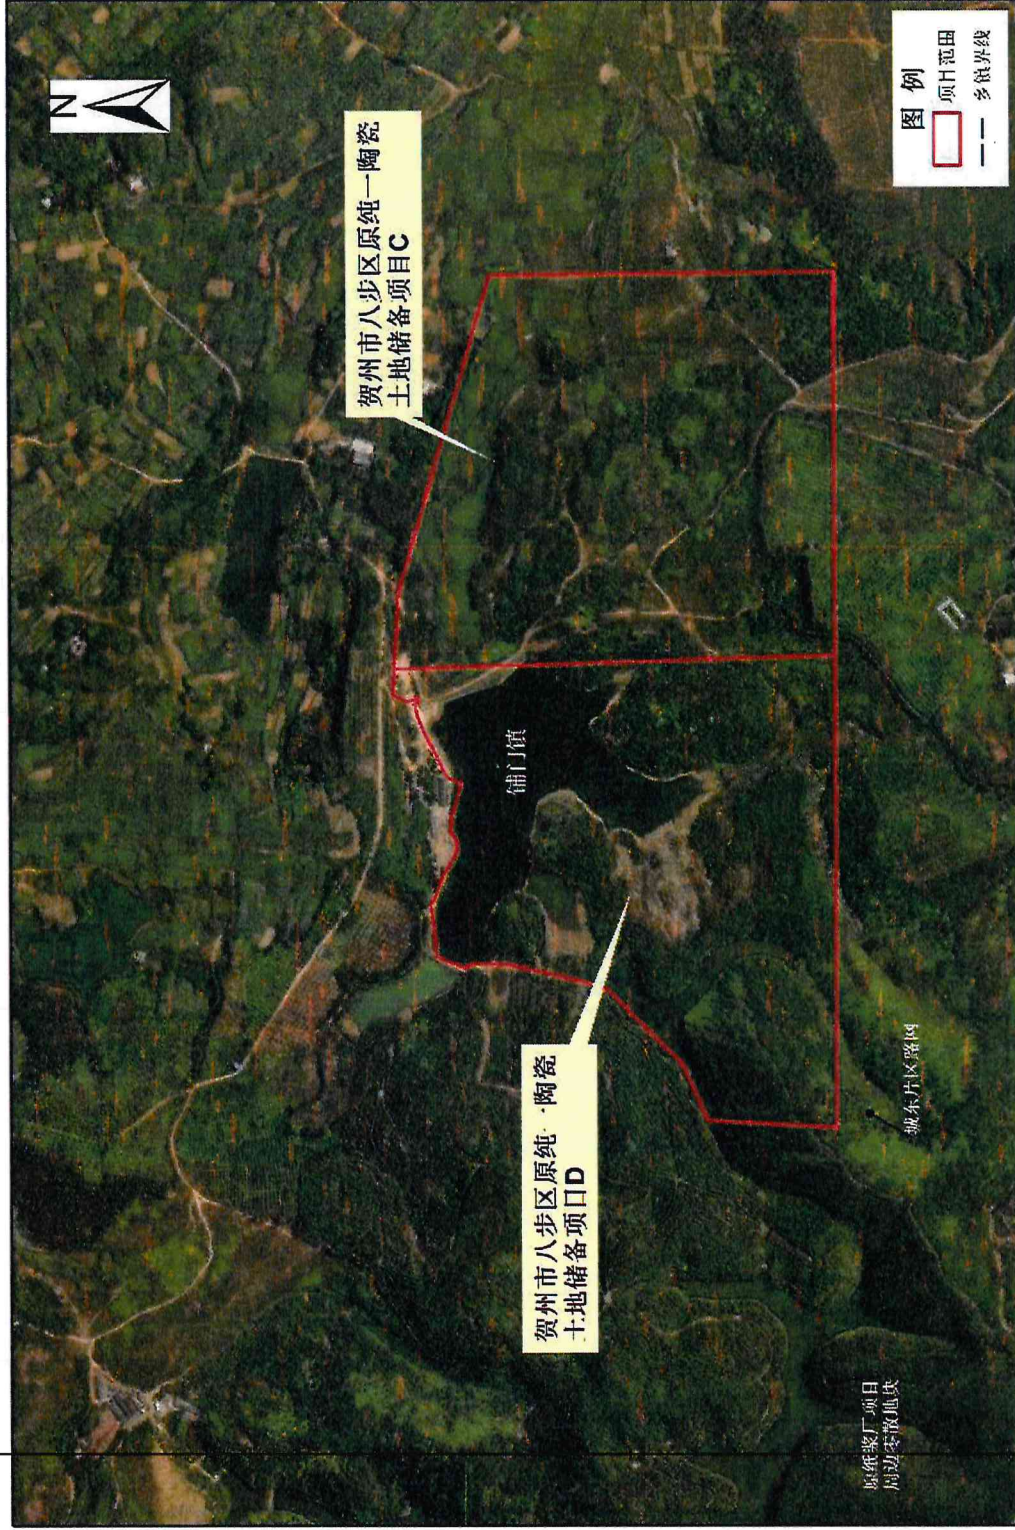 N
贺州市八步区原纯一陶瓷
土地储备项目C
铺门镇
贺州市八步区原纯一陶瓷
土地储备项目D
城东片区路网
原纸浆厂项目
周边零散地块
图 例
项目范围
乡镇界线